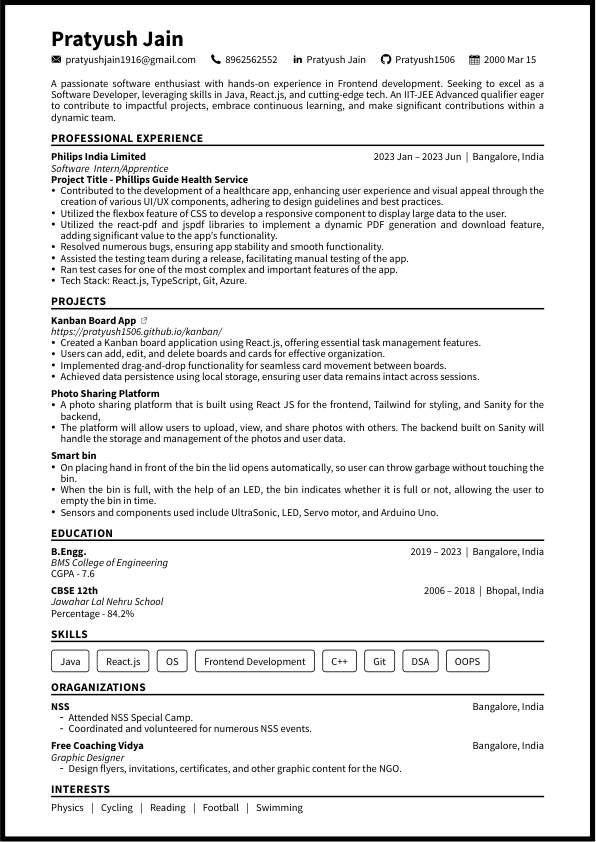 Pratyush Jain
pratyushjain1916@gmail.com 8962562552 Pratyush Jain Pratyush1506 2000 Mar 15
A passionate software enthusiast with hands-on experience in Frontend development. Seeking to excel as a
Software Developer, leveraging skills in Java, React.js, and cutting-edge tech. An IIT-JEE Advanced qualifier eager
to contribute to impactful projects, embrace continuous learning, and make significant contributions within a
dynamic team.
PROFESSIONAL EXPERIENCE
Philips India Limited 2023 Jan – 2023 Jun | Bangalore, India
Software Intern/Apprentice
Project Title - Phillips Guide Health Service
• Contributed to the development of a healthcare app, enhancing user experience and visual appeal through the
creation of various UI/UX components, adhering to design guidelines and best practices.
• Utilized the flexbox feature of CSS to develop a responsive component to display large data to the user.
• Utilized the react-pdf and jspdf libraries to implement a dynamic PDF generation and download feature,
adding significant value to the app's functionality.
• Resolved numerous bugs, ensuring app stability and smooth functionality.
• Assisted the testing team during a release, facilitating manual testing of the app.
• Ran test cases for one of the most complex and important features of the app.
• Tech Stack: React.js, TypeScript, Git, Azure.
PROJECTS
Kanban Board App
https://pratyush1506.github.io/kanban/
• Created a Kanban board application using React.js, offering essential task management features.
• Users can add, edit, and delete boards and cards for effective organization.
• Implemented drag-and-drop functionality for seamless card movement between boards.
• Achieved data persistence using local storage, ensuring user data remains intact across sessions.
Photo Sharing Platform
• A photo sharing platform that is built using React JS for the frontend, Tailwind for styling, and Sanity for the
backend,
• The platform will allow users to upload, view, and share photos with others. The backend built on Sanity will
handle the storage and management of the photos and user data.
Smart bin
• On placing hand in front of the bin the lid opens automatically, so user can throw garbage without touching the
bin.
• When the bin is full, with the help of an LED, the bin indicates whether it is full or not, allowing the user to
empty the bin in time.
• Sensors and components used include UltraSonic, LED, Servo motor, and Arduino Uno.
EDUCATION
B.Engg. 2019 – 2023 | Bangalore, India
BMS College of Engineering
CGPA - 7.6
CBSE 12th 2006 – 2018 | Bhopal, India
Jawahar Lal Nehru School
Percentage - 84.2%
SKILLS
Java React.js OS Frontend Development C++ Git DSA OOPS
ORAGANIZATIONS
NSS Bangalore, India
- Attended NSS Special Camp.
- Coordinated and volunteered for numerous NSS events.
Free Coaching Vidya Bangalore, India
Graphic Designer
- Design flyers, invitations, certificates, and other graphic content for the NGO.
INTERESTS
Physics | Cycling | Reading | Football | Swimming